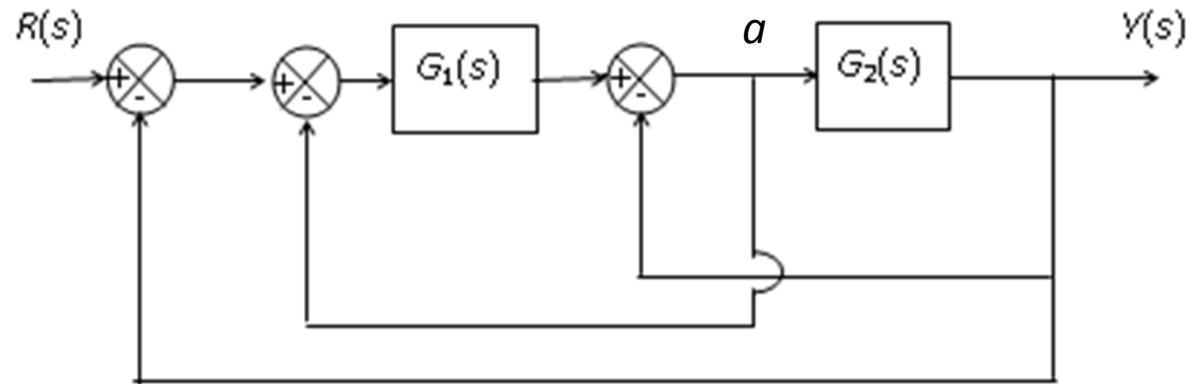 R(s) + - + - G₁(s) + - a G₂(s) Y(s)